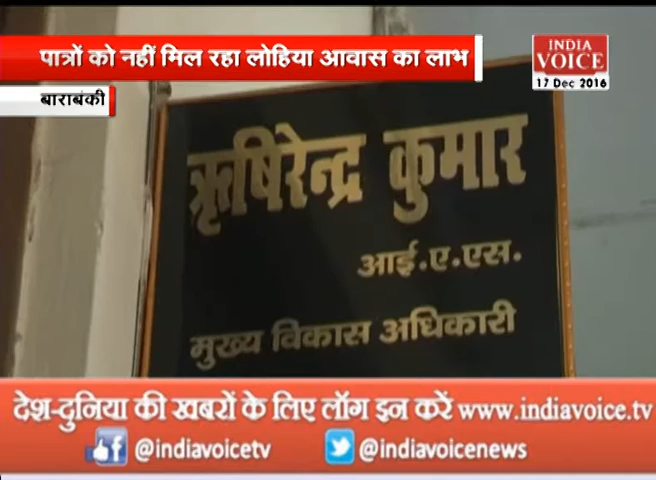 पात्रों को नहीं मिल रहा लोहिया आवास का लाभ
बाराबंकी
INDIA
VOICE
17 Dec 2016
ऋषिरेन्द्र कुमार
आई.ए.एस.
मुख्य विकास अधिकारी
देश-दुनिया की खबरों के लिए लॉग इन करें www.indiavoice.tv
@indiavoicetv @indiavoicenews